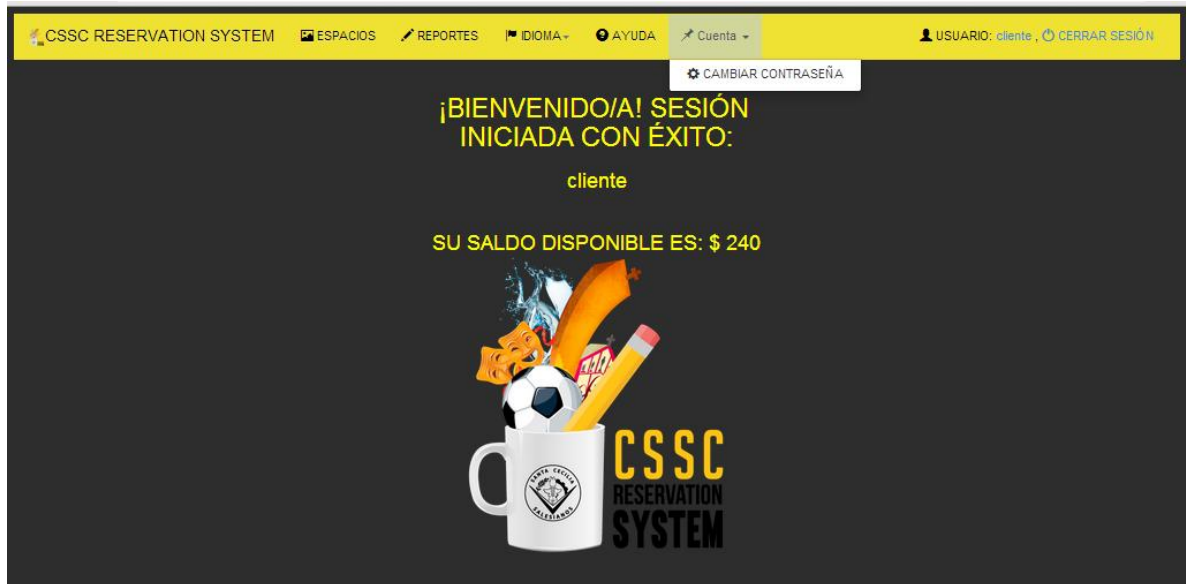 CSSC RESERVATION SYSTEM ESPACIOS REPORTES IDIOMA AYUDA Cuenta USUARIO: cliente , CERRAR SESIÓN
CAMBIAR CONTRASEÑA
¡BIENVENIDO/A! SESIÓN
INICIADA CON ÉXITO:
cliente
SU SALDO DISPONIBLE ES: $ 240
CSSC
RESERVATION
SYSTEM
SANTA CECILIA
SALESIANOS